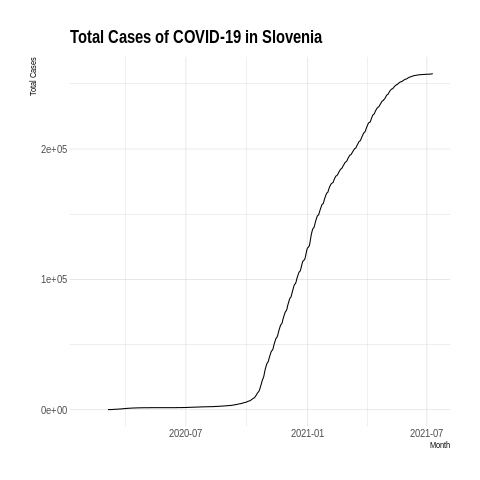 Total Cases of COVID-19 in Slovenia
Total Cases
2e+05
1e+05
0e+00
2020-07 2021-01 2021-07
Month